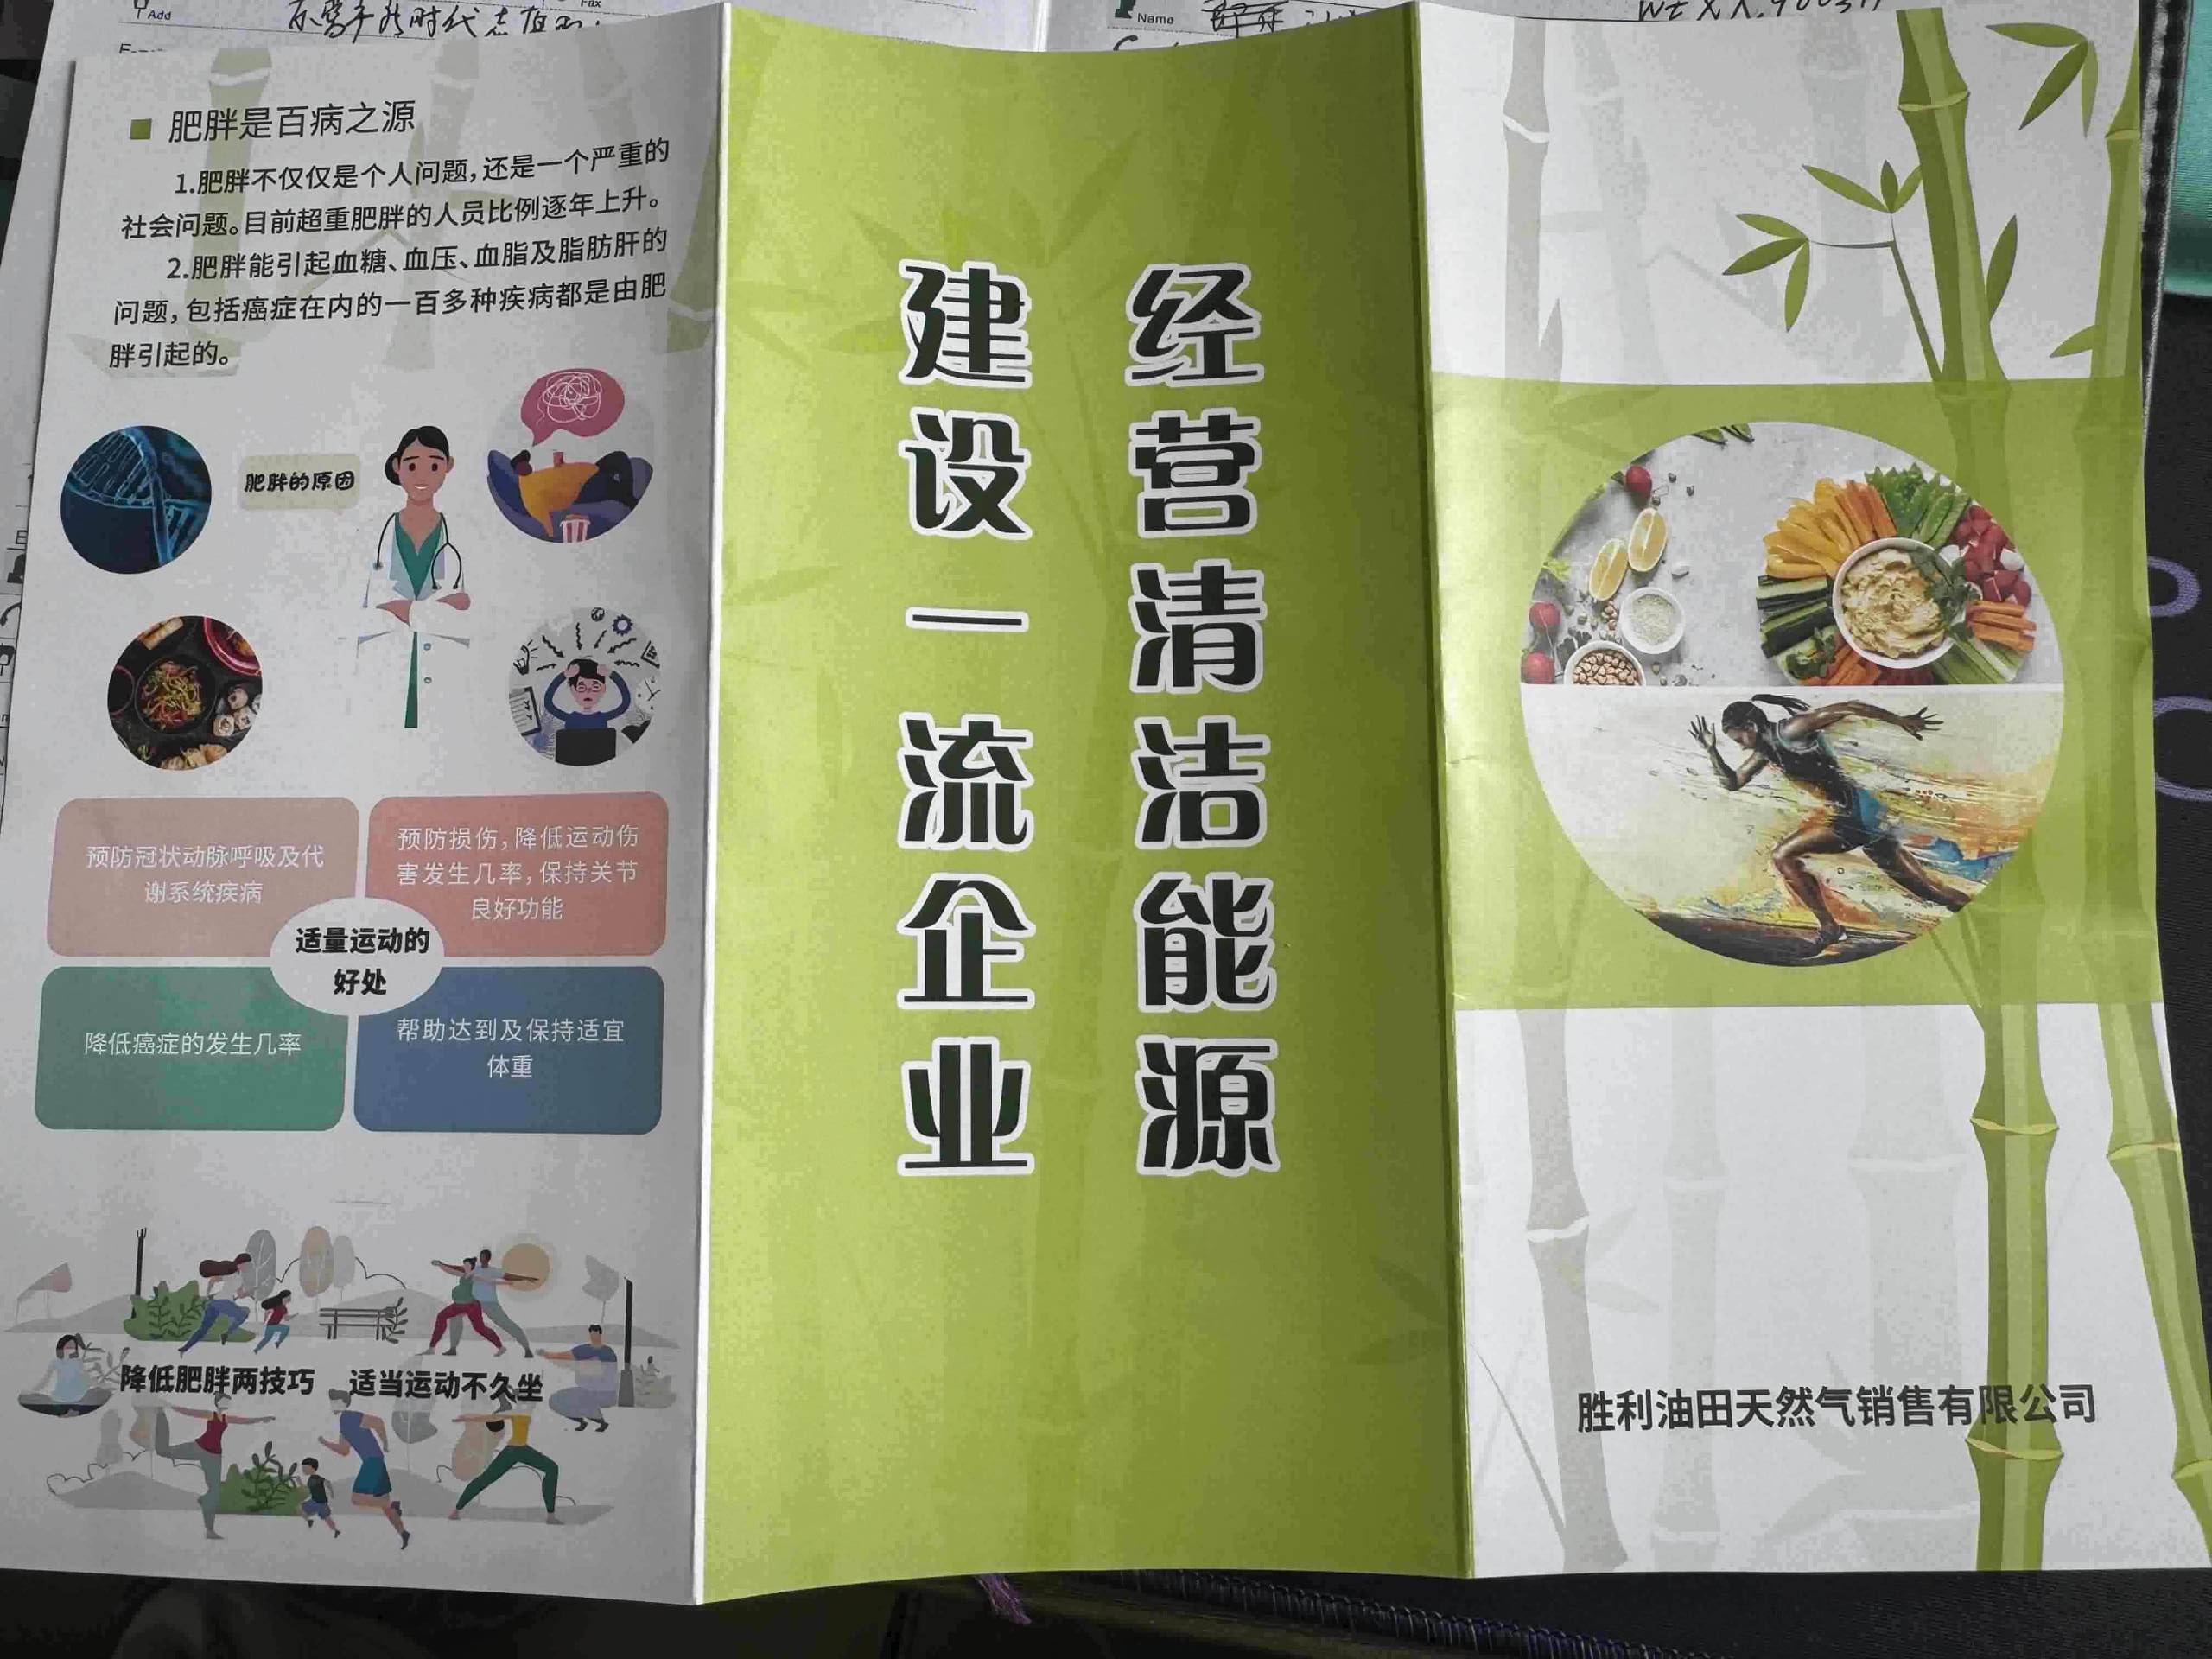 Add
Fax
Name
■ 肥胖是百病之源
1.肥胖不仅仅是个人问题,还是一个严重的
社会问题。目前超重肥胖的人员比例逐年上升。
2.肥胖能引起血糖、血压、血脂及脂肪肝的
问题,包括癌症在内的一百多种疾病都是由肥
胖引起的。
肥胖的原因
预防冠状动脉呼吸及代
谢系统疾病
预防损伤,降低运动伤
害发生几率,保持关节
良好功能
适量运动的
好处
降低癌症的发生几率
帮助达到及保持适宜
体重
降低肥胖两技巧 适当运动不久坐
经营清洁能源
建设一流企业
胜利油田天然气销售有限公司